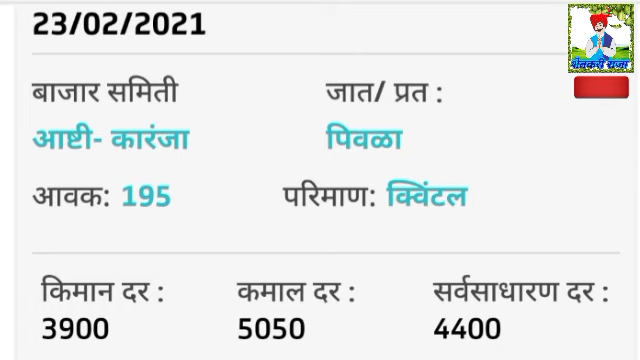 23/02/2021
शेतकरी राजा
बाजार समिती जात/ प्रत :
आष्टी- कारंजा पिवळा
आवक: 195 परिमाण: क्विंटल
किमान दर : कमाल दर : सर्वसाधारण दर :
3900 5050 4400